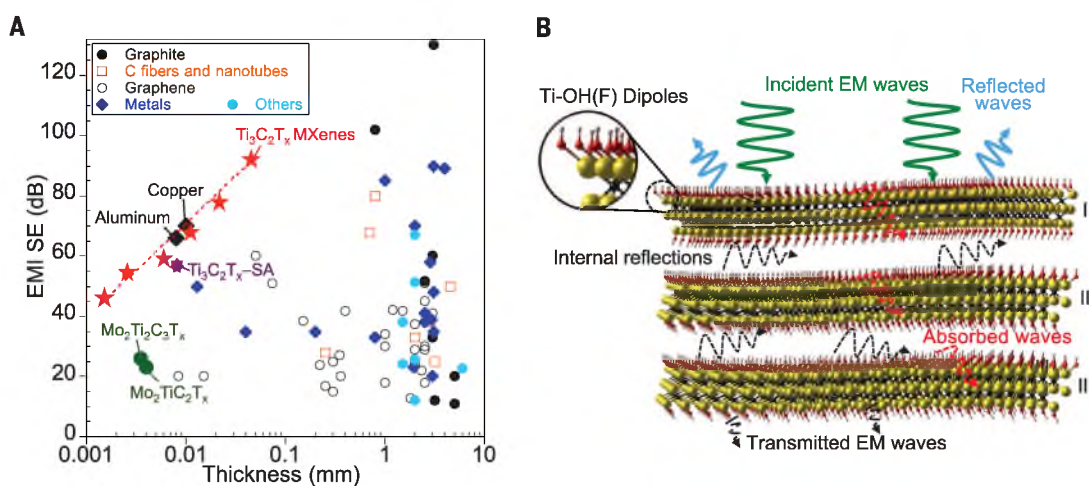 A
EMI SE (dB)
120
100
80
60
40
20
0
0.001
0.01
0.1
1
10
Thickness (mm)
Graphite
C fibers and nanotubes
Graphene
Metals
Others
Ti₃C₂Tₓ MXenes
Copper
Aluminum
Ti₃C₂Tₓ–SA
Mo₂Ti₂C₃Tₓ
Mo₂TiC₂Tₓ
B
Ti-OH(F) Dipoles
Incident EM waves
Reflected
waves
I
Internal reflections
II
Absorbed waves
II
Transmitted EM waves